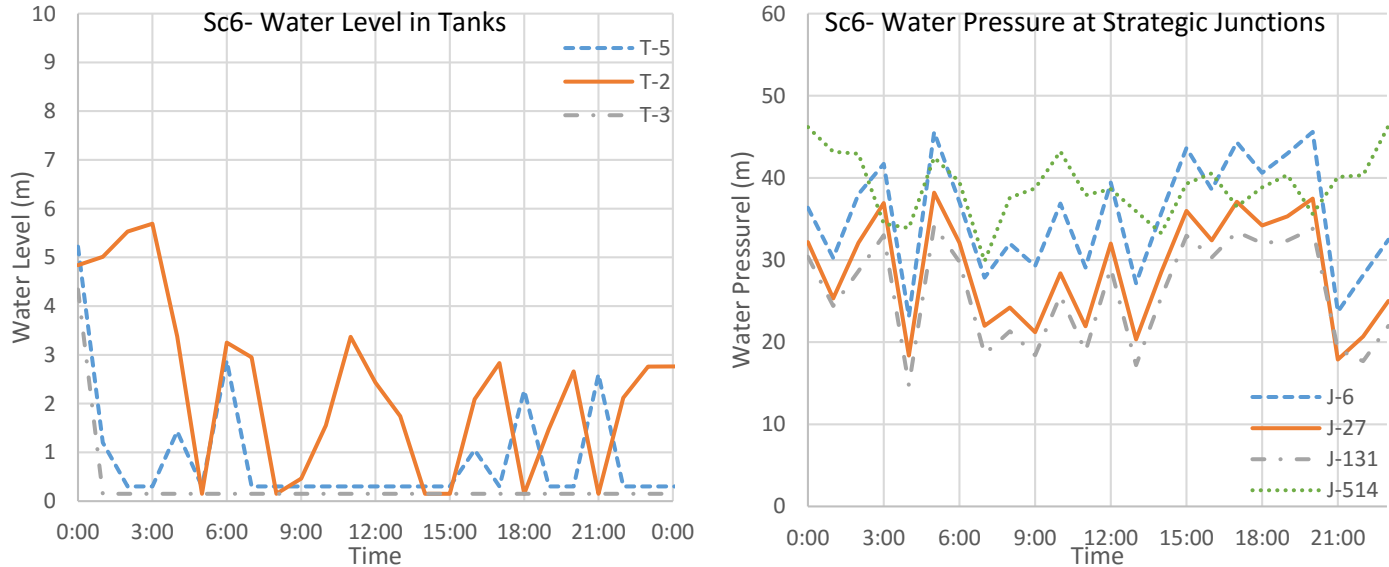 Sc6- Water Level in Tanks
10
9
8
7
6
5
4
3
2
1
0
Water Level (m)
T-5
T-2
T-3
0:00 3:00 6:00 9:00 12:00 15:00 18:00 21:00 0:00
Time
Sc6- Water Pressure at Strategic Junctions
60
50
40
30
20
10
0
Water Pressurel (m)
J-6
J-27
J-131
J-514
0:00 3:00 6:00 9:00 12:00 15:00 18:00 21:00
Time